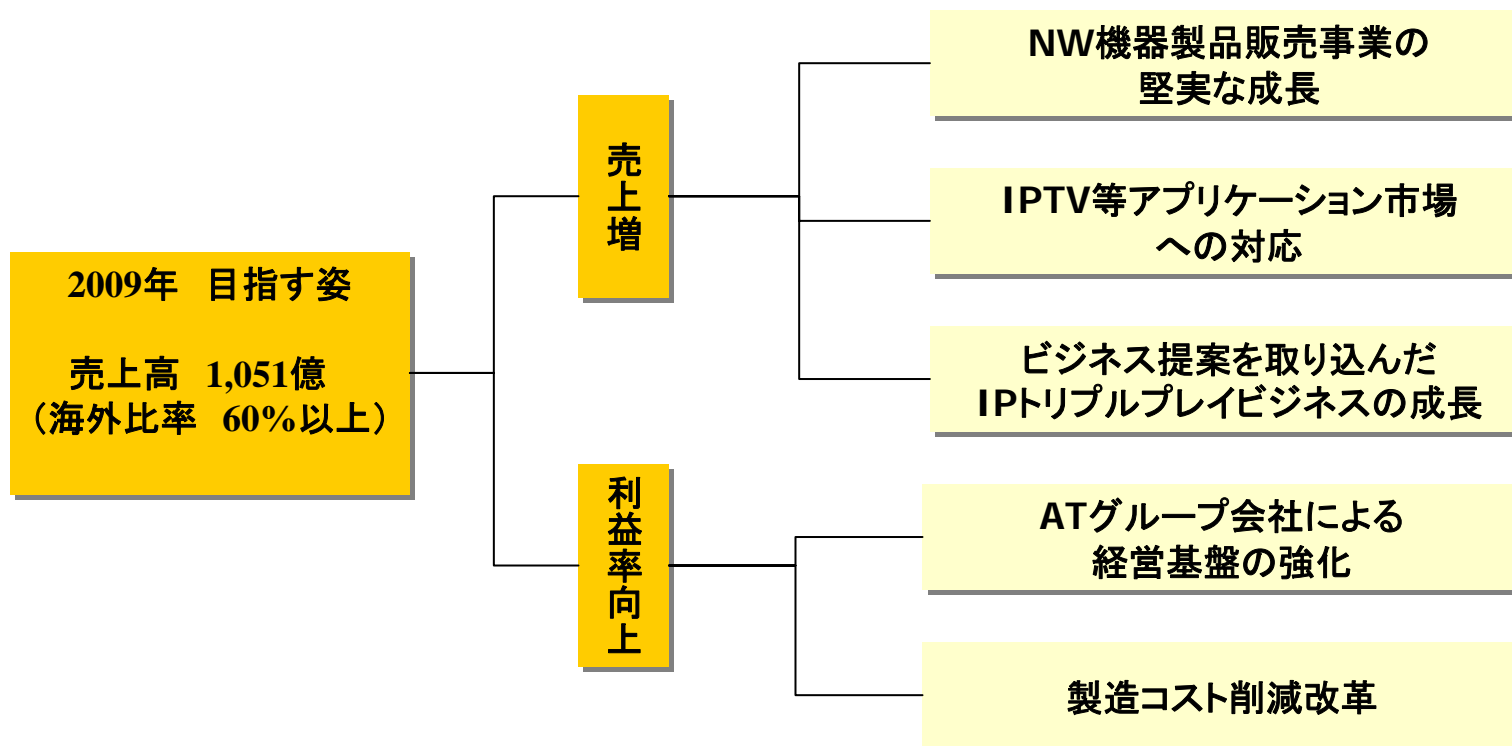 2009年 目指す姿
売上高 1,051億
（海外比率 60%以上）
売上増
NW機器製品販売事業の
堅実な成長
IPTV等アプリケーション市場
への対応
ビジネス提案を取り込んだ
IPトリプルプレイビジネスの成長
利益率向上
ATグループ会社による
経営基盤の強化
製造コスト削減改革